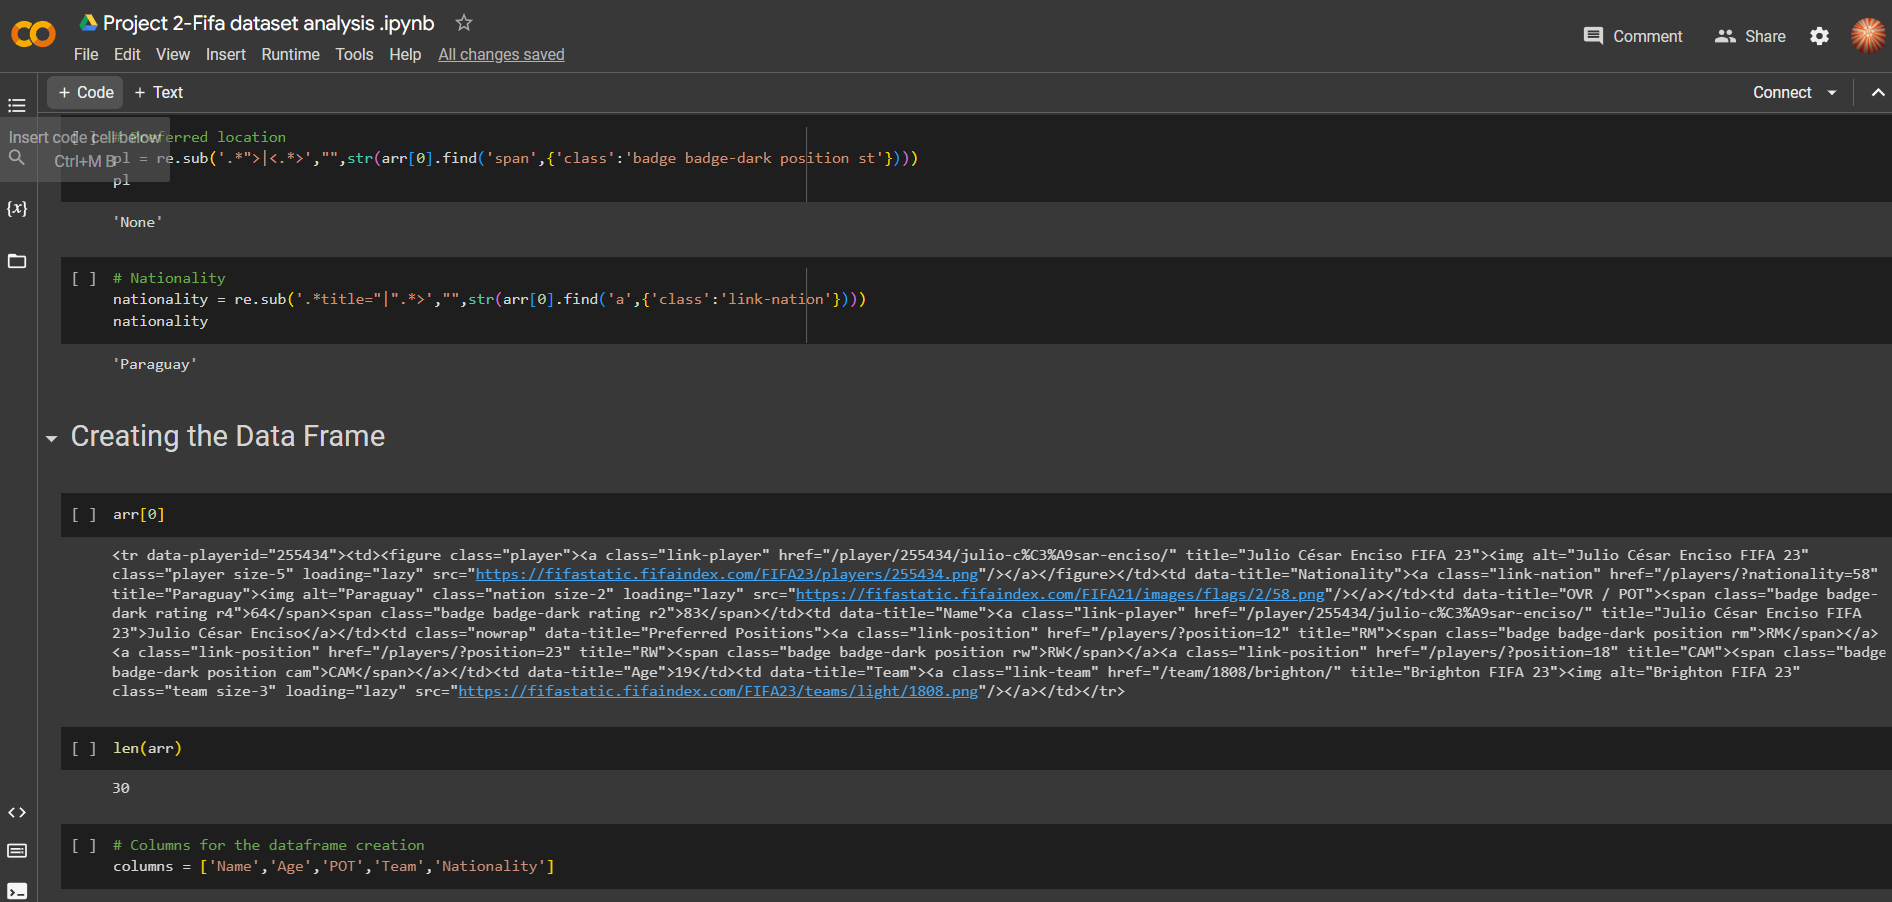 Project 2-Fifa dataset analysis .ipynb
File Edit View Insert Runtime Tools Help All changes saved
Comment Share
+ Code + Text
Connect
Insert code cell below
Ctrl+M B
[ ] # Preferred location
pl = re.sub('.*">|<.*>',"",str(arr[0].find('span',{'class':'badge badge-dark position st'})))
pl
'None'
[ ] # Nationality
nationality = re.sub('.*title="|".*>',"",str(arr[0].find('a',{'class':'link-nation'})))
nationality
'Paraguay'
Creating the Data Frame
[ ] arr[0]
<tr data-playerid="255434"><td><figure class="player"><a class="link-player" href="/player/255434/julio-c%C3%A9sar-enciso/" title="Julio César Enciso FIFA 23"><img alt="Julio César Enciso FIFA 23"
class="player size-5" loading="lazy" src="https://fifastatic.fifaindex.com/FIFA23/players/255434.png"/></a></figure></td><td data-title="Nationality"><a class="link-nation" href="/players/?nationality=58"
title="Paraguay"><img alt="Paraguay" class="nation size-2" loading="lazy" src="https://fifastatic.fifaindex.com/FIFA21/images/flags/2/58.png"/></a></td><td data-title="OVR / POT"><span class="badge badge-
dark rating r4">64</span><span class="badge badge-dark rating r2">83</span></td><td data-title="Name"><a class="link-player" href="/player/255434/julio-c%C3%A9sar-enciso/" title="Julio César Enciso FIFA
23">Julio César Enciso</a></td><td class="nowrap" data-title="Preferred Positions"><a class="link-position" href="/players/?position=12" title="RM"><span class="badge badge-dark position rm">RM</span></a>
<a class="link-position" href="/players/?position=23" title="RW"><span class="badge badge-dark position rw">RW</span></a><a class="link-position" href="/players/?position=18" title="CAM"><span class="badge
badge-dark position cam">CAM</span></a></td><td data-title="Age">19</td><td data-title="Team"><a class="link-team" href="/team/1808/brighton/" title="Brighton FIFA 23"><img alt="Brighton FIFA 23"
class="team size-3" loading="lazy" src="https://fifastatic.fifaindex.com/FIFA23/teams/light/1808.png"/></a></td></tr>
[ ] len(arr)
30
[ ] # Columns for the dataframe creation
columns = ['Name','Age','POT','Team','Nationality']